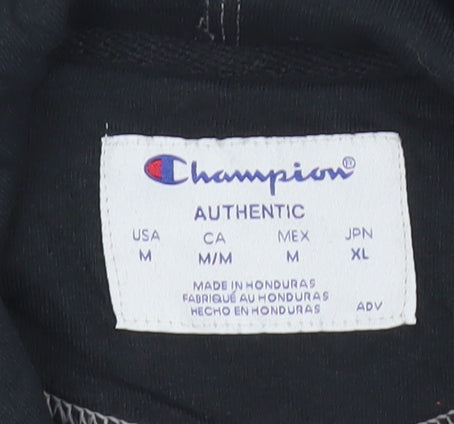 Champion®
AUTHENTIC
USA CA MEX JPN
M M/M M XL
MADE IN HONDURAS
FABRIQUÉ AU HONDURAS
HECHO EN HONDURAS
ADV